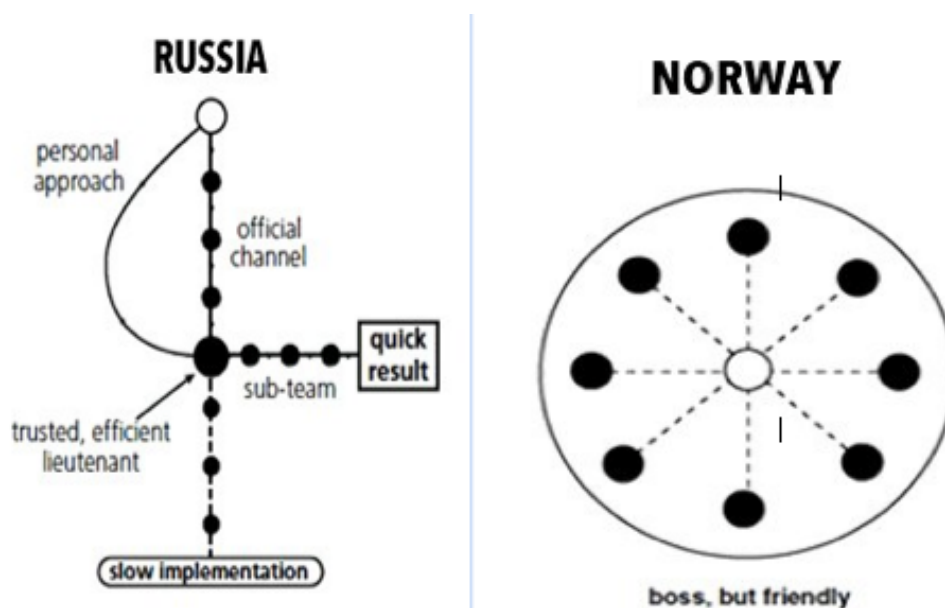 RUSSIA
personal
approach
official
channel
quick
result
sub-team
trusted, efficient
lieutenant
slow implementation
NORWAY
boss, but friendly